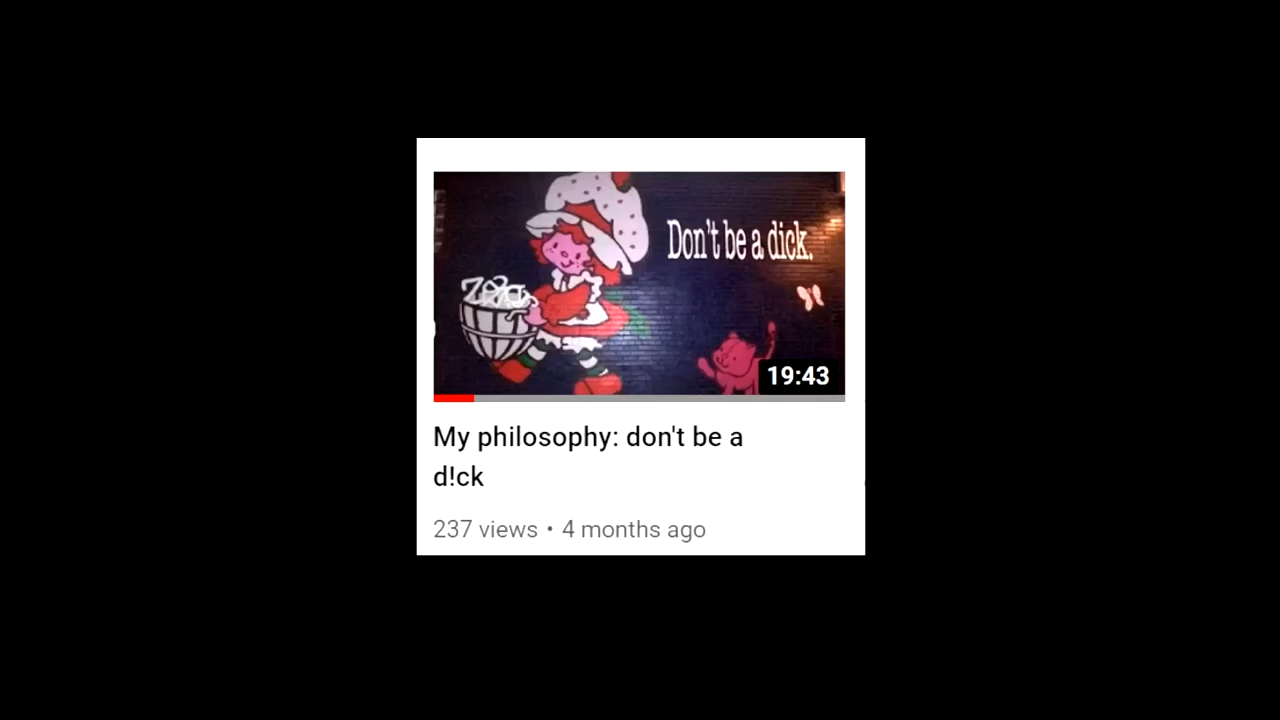 Don't be a dick.
19:43
My philosophy: don't be a
d!ck
237 views • 4 months ago